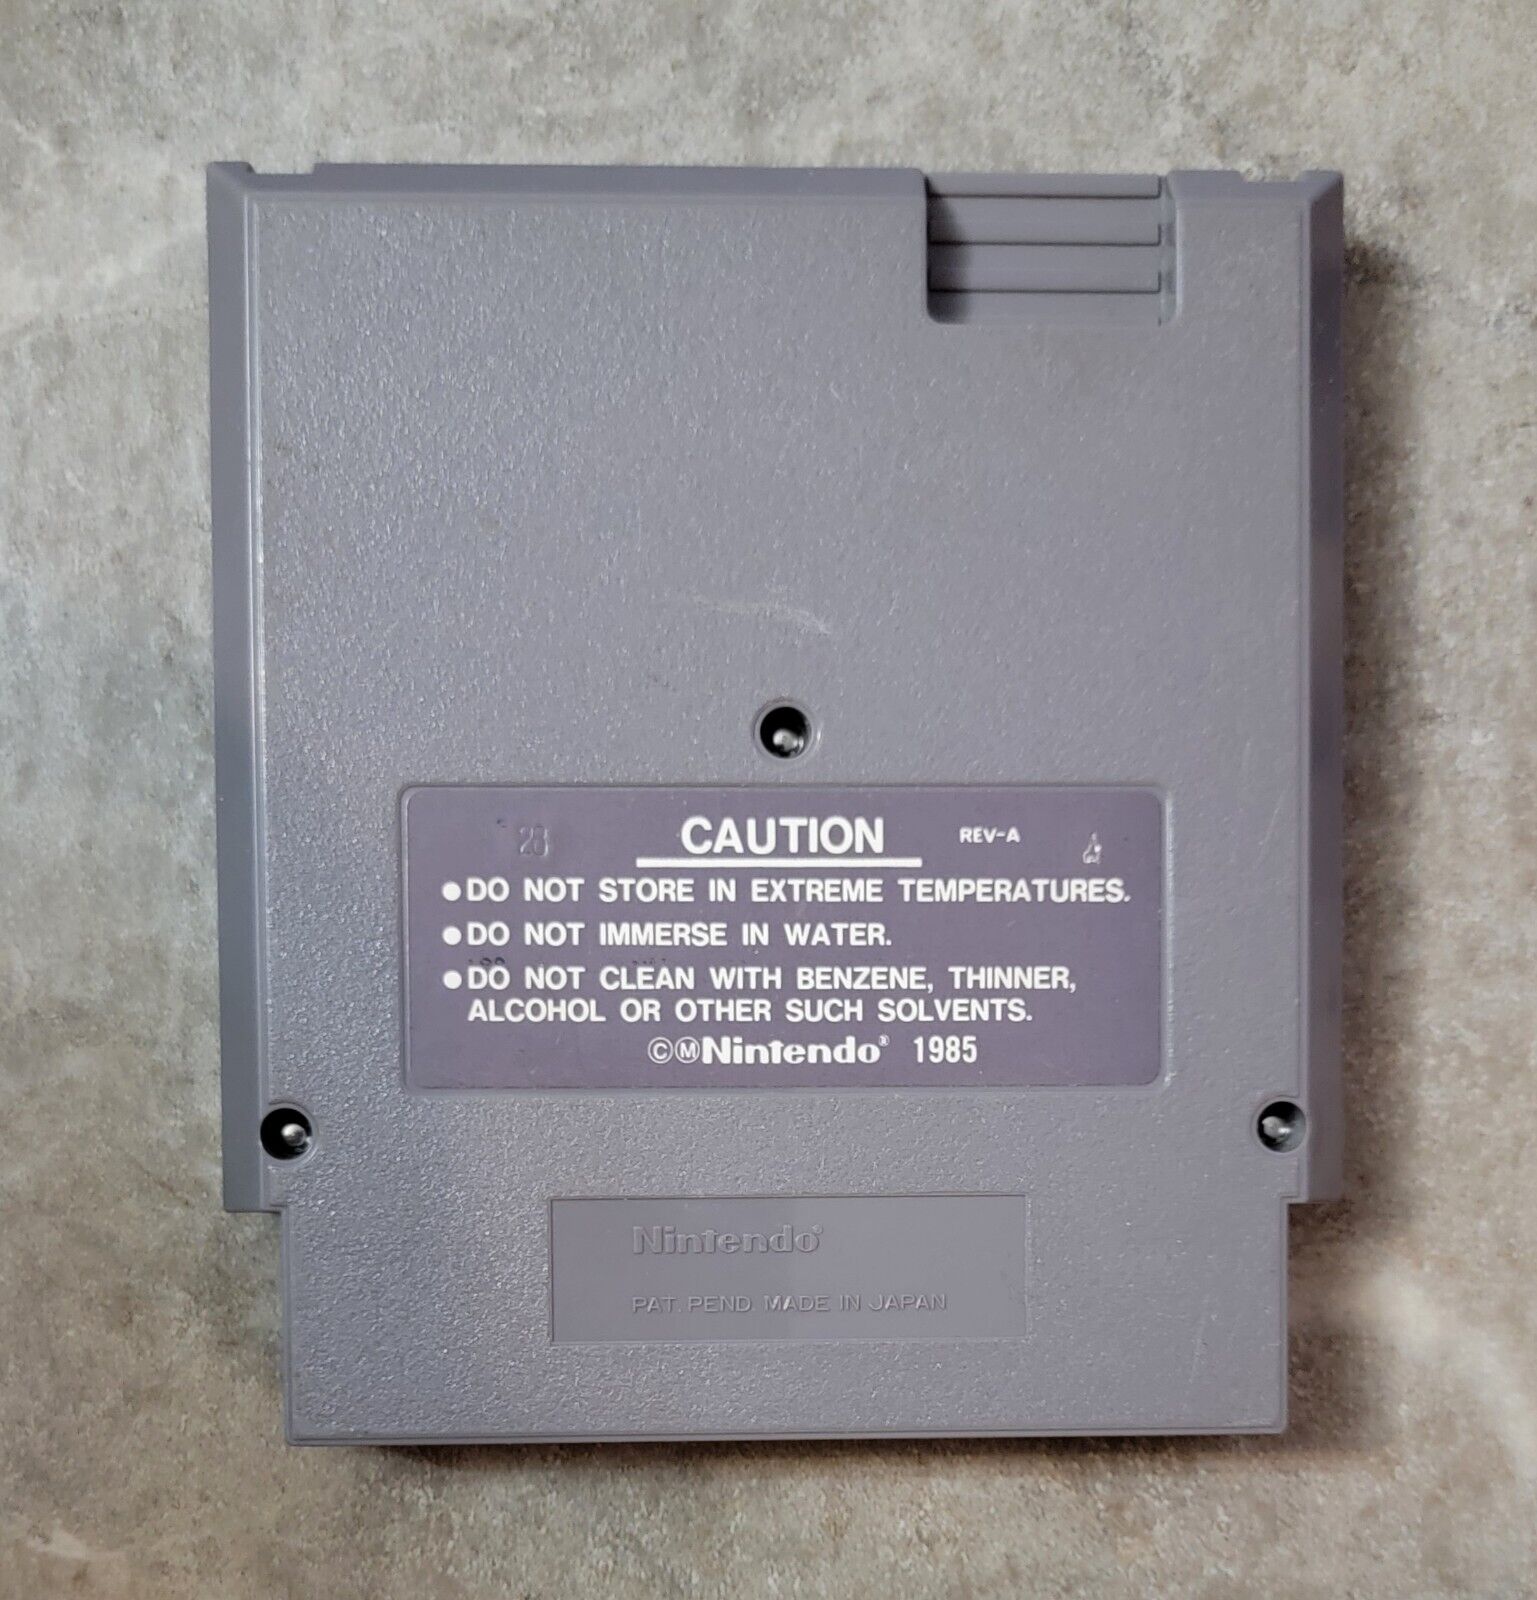 28
CAUTION REV-A
●DO NOT STORE IN EXTREME TEMPERATURES.
●DO NOT IMMERSE IN WATER.
●DO NOT CLEAN WITH BENZENE, THINNER,
ALCOHOL OR OTHER SUCH SOLVENTS.
©ⓂNintendo® 1985
Nintendo®
PAT. PEND. MADE IN JAPAN